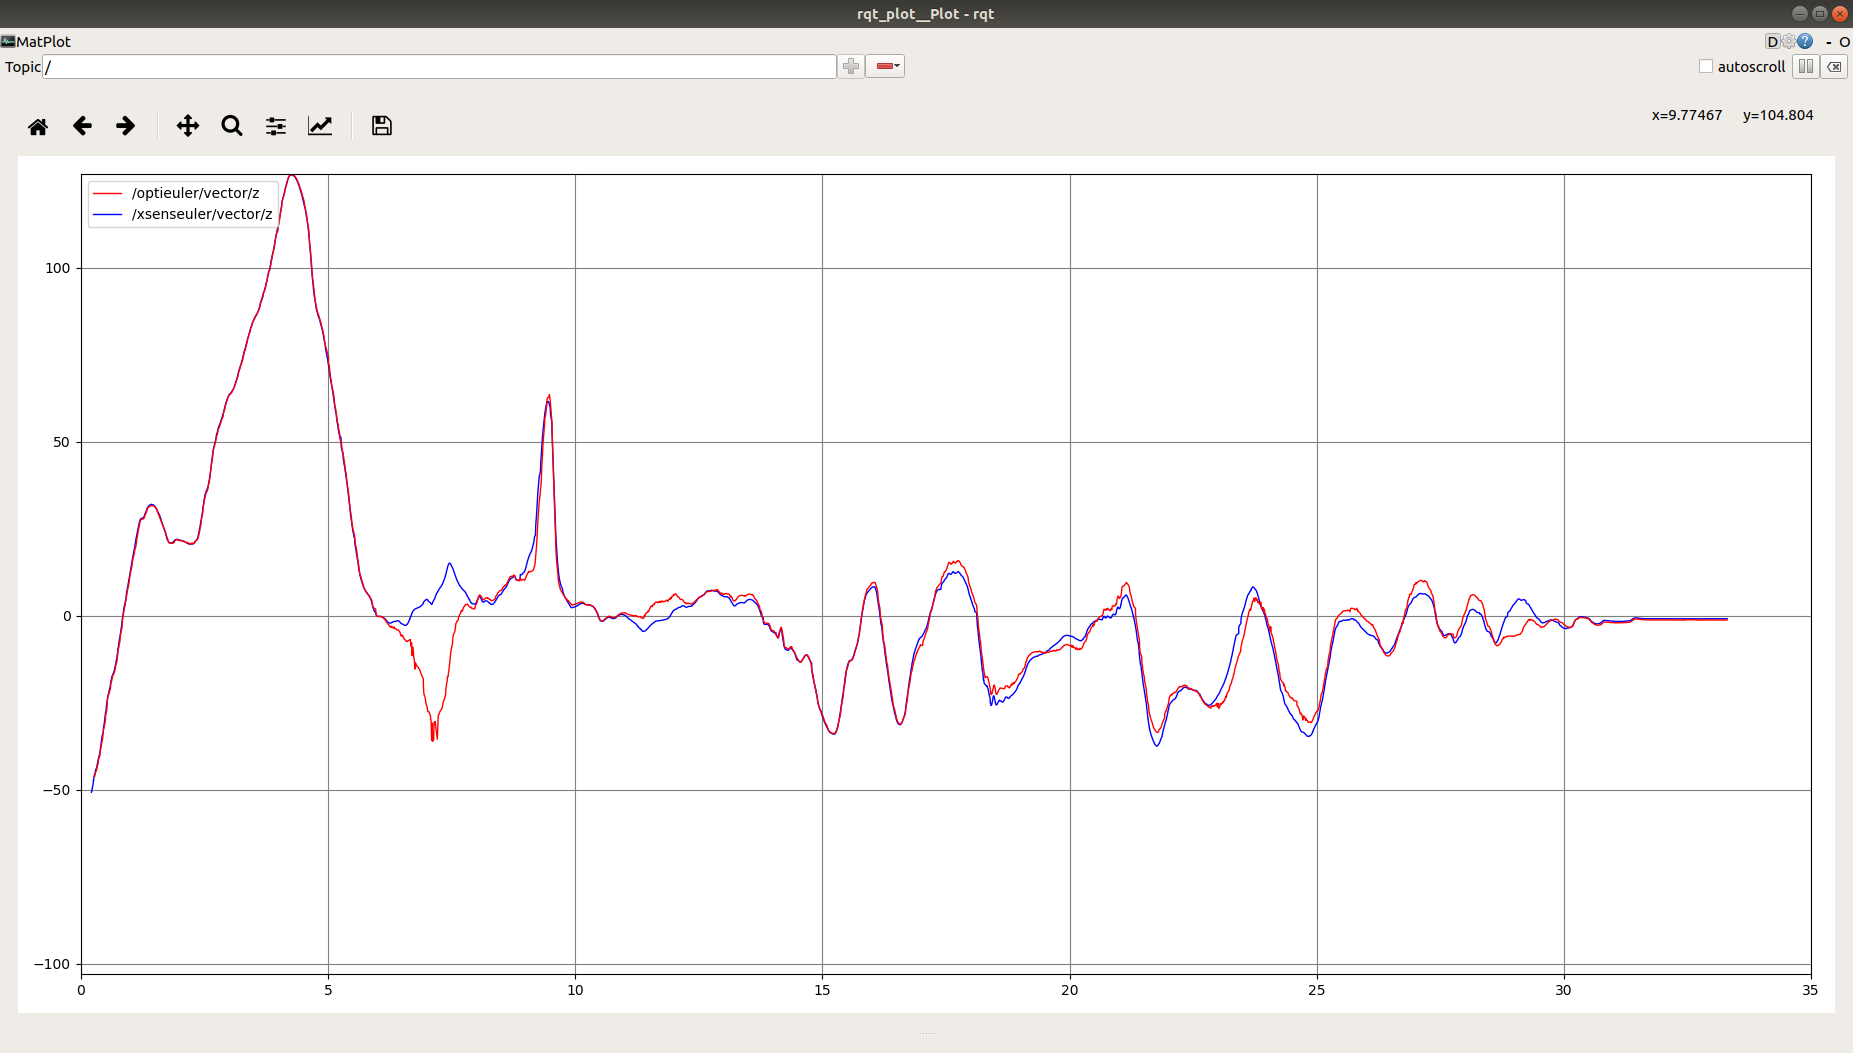 rqt_plot__Plot - rqt
MatPlot
D ? - O
Topic /
autoscroll
x=9.77467 y=104.804
/optieuler/vector/z
/xsenseuler/vector/z
100
50
0
−50
−100
0 5 10 15 20 25 30 35